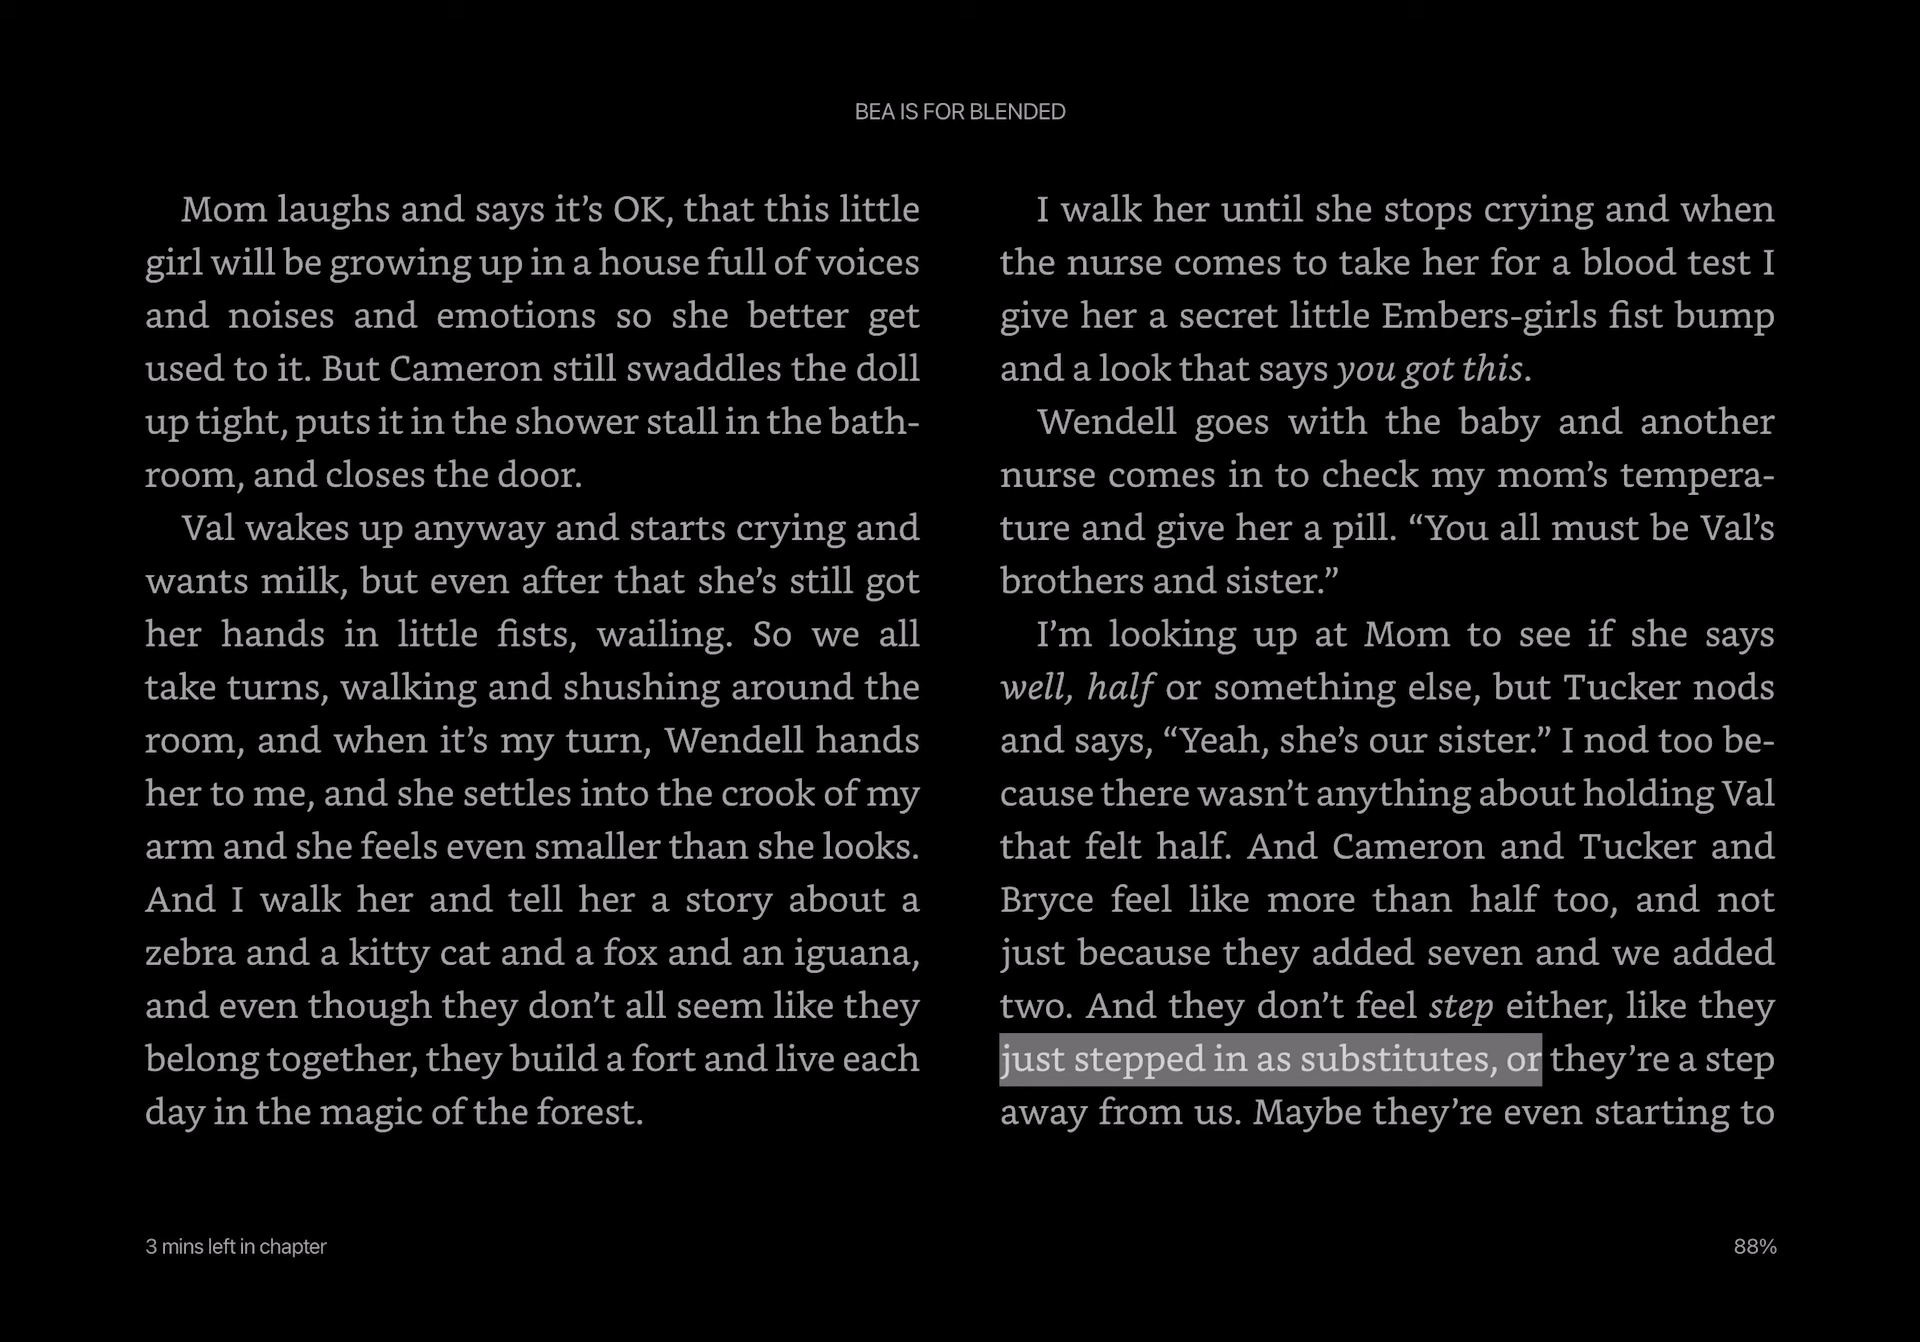 BEA IS FOR BLENDED
Mom laughs and says it’s OK, that this little
girl will be growing up in a house full of voices
and noises and emotions so she better get
used to it. But Cameron still swaddles the doll
up tight, puts it in the shower stall in the bath-
room, and closes the door.
Val wakes up anyway and starts crying and
wants milk, but even after that she’s still got
her hands in little fists, wailing. So we all
take turns, walking and shushing around the
room, and when it’s my turn, Wendell hands
her to me, and she settles into the crook of my
arm and she feels even smaller than she looks.
And I walk her and tell her a story about a
zebra and a kitty cat and a fox and an iguana,
and even though they don’t all seem like they
belong together, they build a fort and live each
day in the magic of the forest.
I walk her until she stops crying and when
the nurse comes to take her for a blood test I
give her a secret little Embers-girls fist bump
and a look that says you got this.
Wendell goes with the baby and another
nurse comes in to check my mom’s tempera-
ture and give her a pill. “You all must be Val’s
brothers and sister.”
I’m looking up at Mom to see if she says
well, half or something else, but Tucker nods
and says, “Yeah, she’s our sister.” I nod too be-
cause there wasn’t anything about holding Val
that felt half. And Cameron and Tucker and
Bryce feel like more than half too, and not
just because they added seven and we added
two. And they don’t feel step either, like they
just stepped in as substitutes, or they’re a step
away from us. Maybe they’re even starting to
3 mins left in chapter
88%